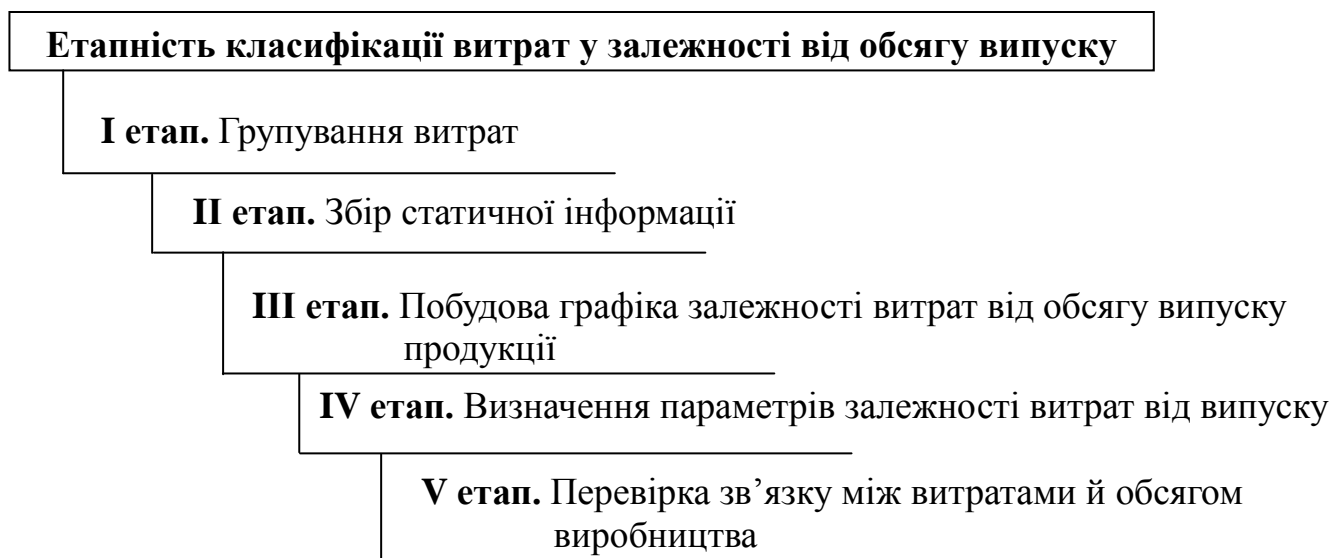 Етапність класифікації витрат у залежності від обсягу випуску
I етап. Групування витрат
II етап. Збір статичної інформації
III етап. Побудова графіка залежності витрат від обсягу випуску
продукції
IV етап. Визначення параметрів залежності витрат від випуску
V етап. Перевірка зв’язку між витратами й обсягом
виробництва